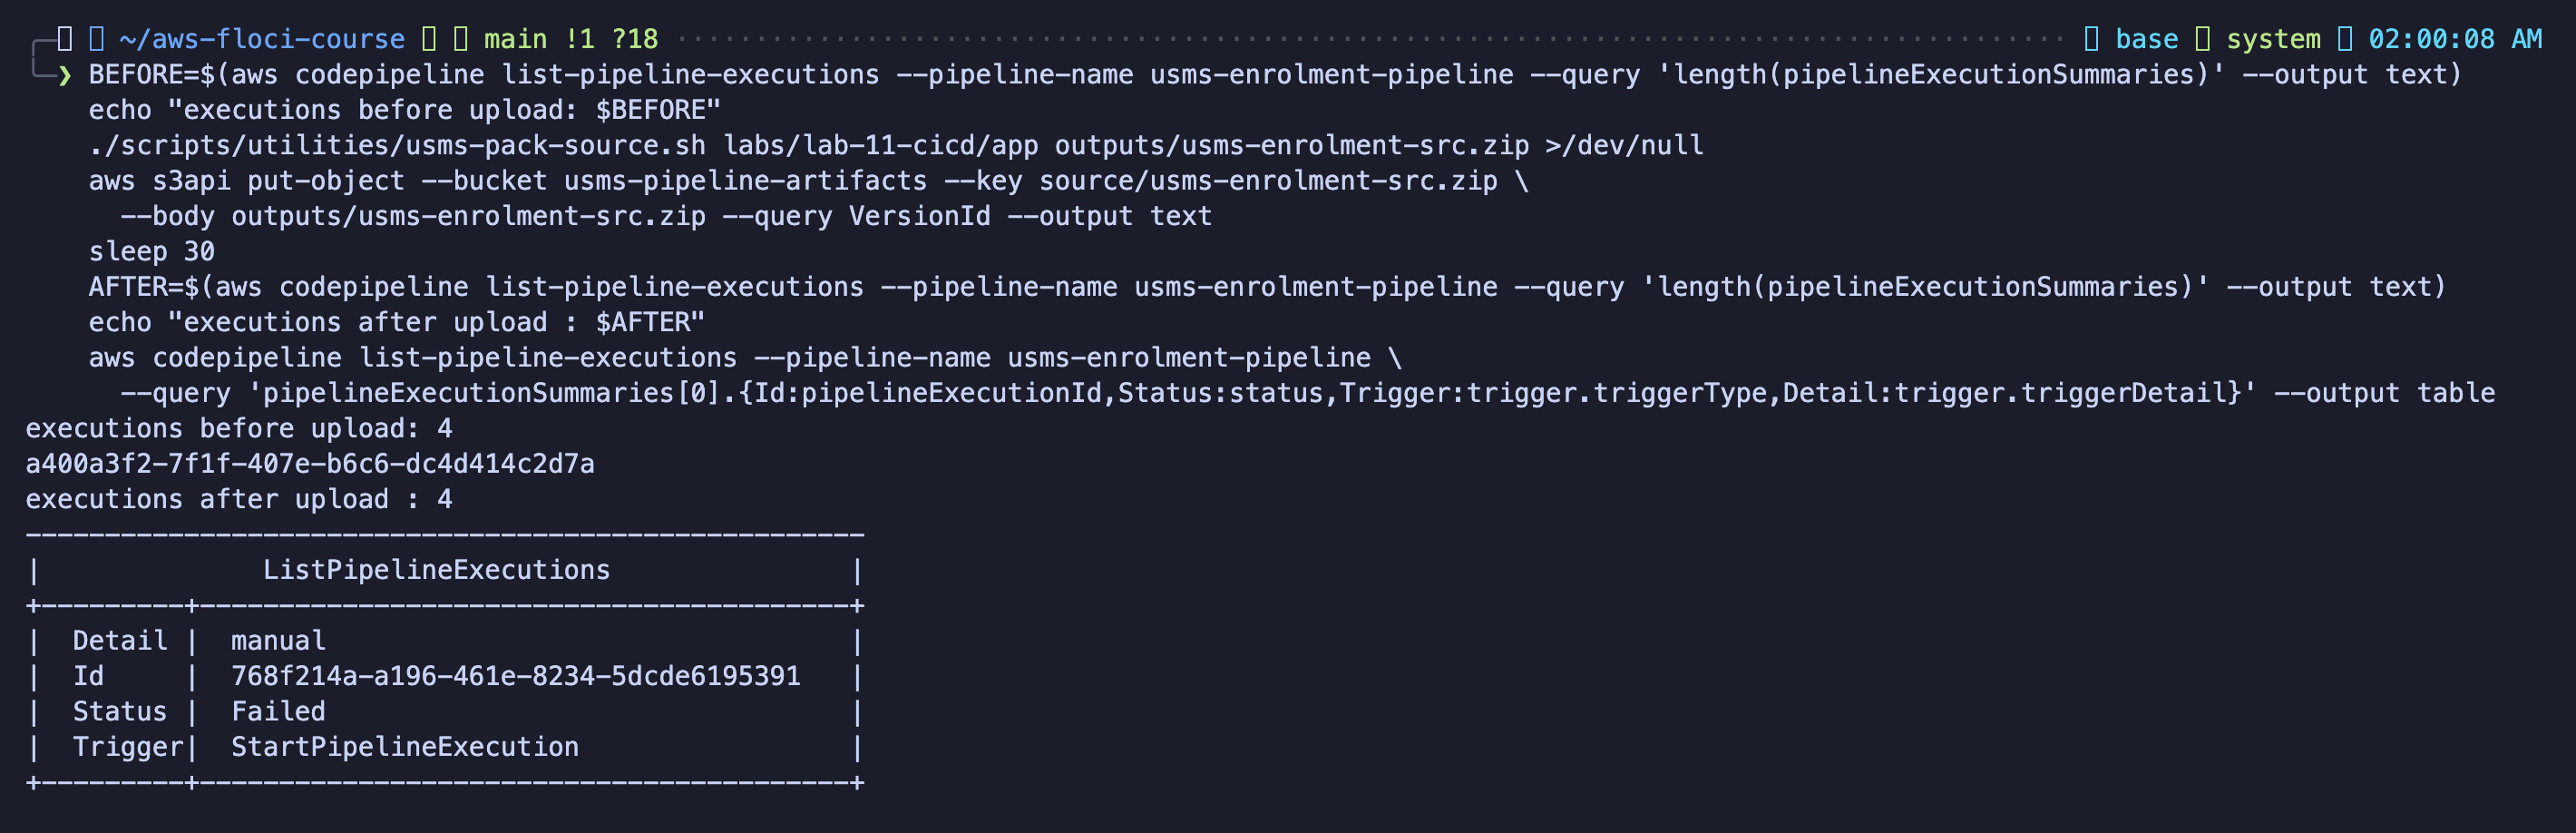 ~/aws-floci-course main !1 ?18 base system 02:00:08 AM
❯ BEFORE=$(aws codepipeline list-pipeline-executions --pipeline-name usms-enrolment-pipeline --query 'length(pipelineExecutionSummaries)' --output text)
echo "executions before upload: $BEFORE"
./scripts/utilities/usms-pack-source.sh labs/lab-11-cicd/app outputs/usms-enrolment-src.zip >/dev/null
aws s3api put-object --bucket usms-pipeline-artifacts --key source/usms-enrolment-src.zip \
--body outputs/usms-enrolment-src.zip --query VersionId --output text
sleep 30
AFTER=$(aws codepipeline list-pipeline-executions --pipeline-name usms-enrolment-pipeline --query 'length(pipelineExecutionSummaries)' --output text)
echo "executions after upload : $AFTER"
aws codepipeline list-pipeline-executions --pipeline-name usms-enrolment-pipeline \
--query 'pipelineExecutionSummaries[0].{Id:pipelineExecutionId,Status:status,Trigger:trigger.triggerType,Detail:trigger.triggerDetail}' --output table
executions before upload: 4
a400a3f2-7f1f-407e-b6c6-dc4d414c2d7a
executions after upload : 4
-----------------------------------------------------
|              ListPipelineExecutions               |
+---------+-----------------------------------------+
|  Detail |  manual                                 |
|  Id     |  768f214a-a196-461e-8234-5dcde6195391   |
|  Status |  Failed                                 |
|  Trigger|  StartPipelineExecution                 |
+---------+-----------------------------------------+